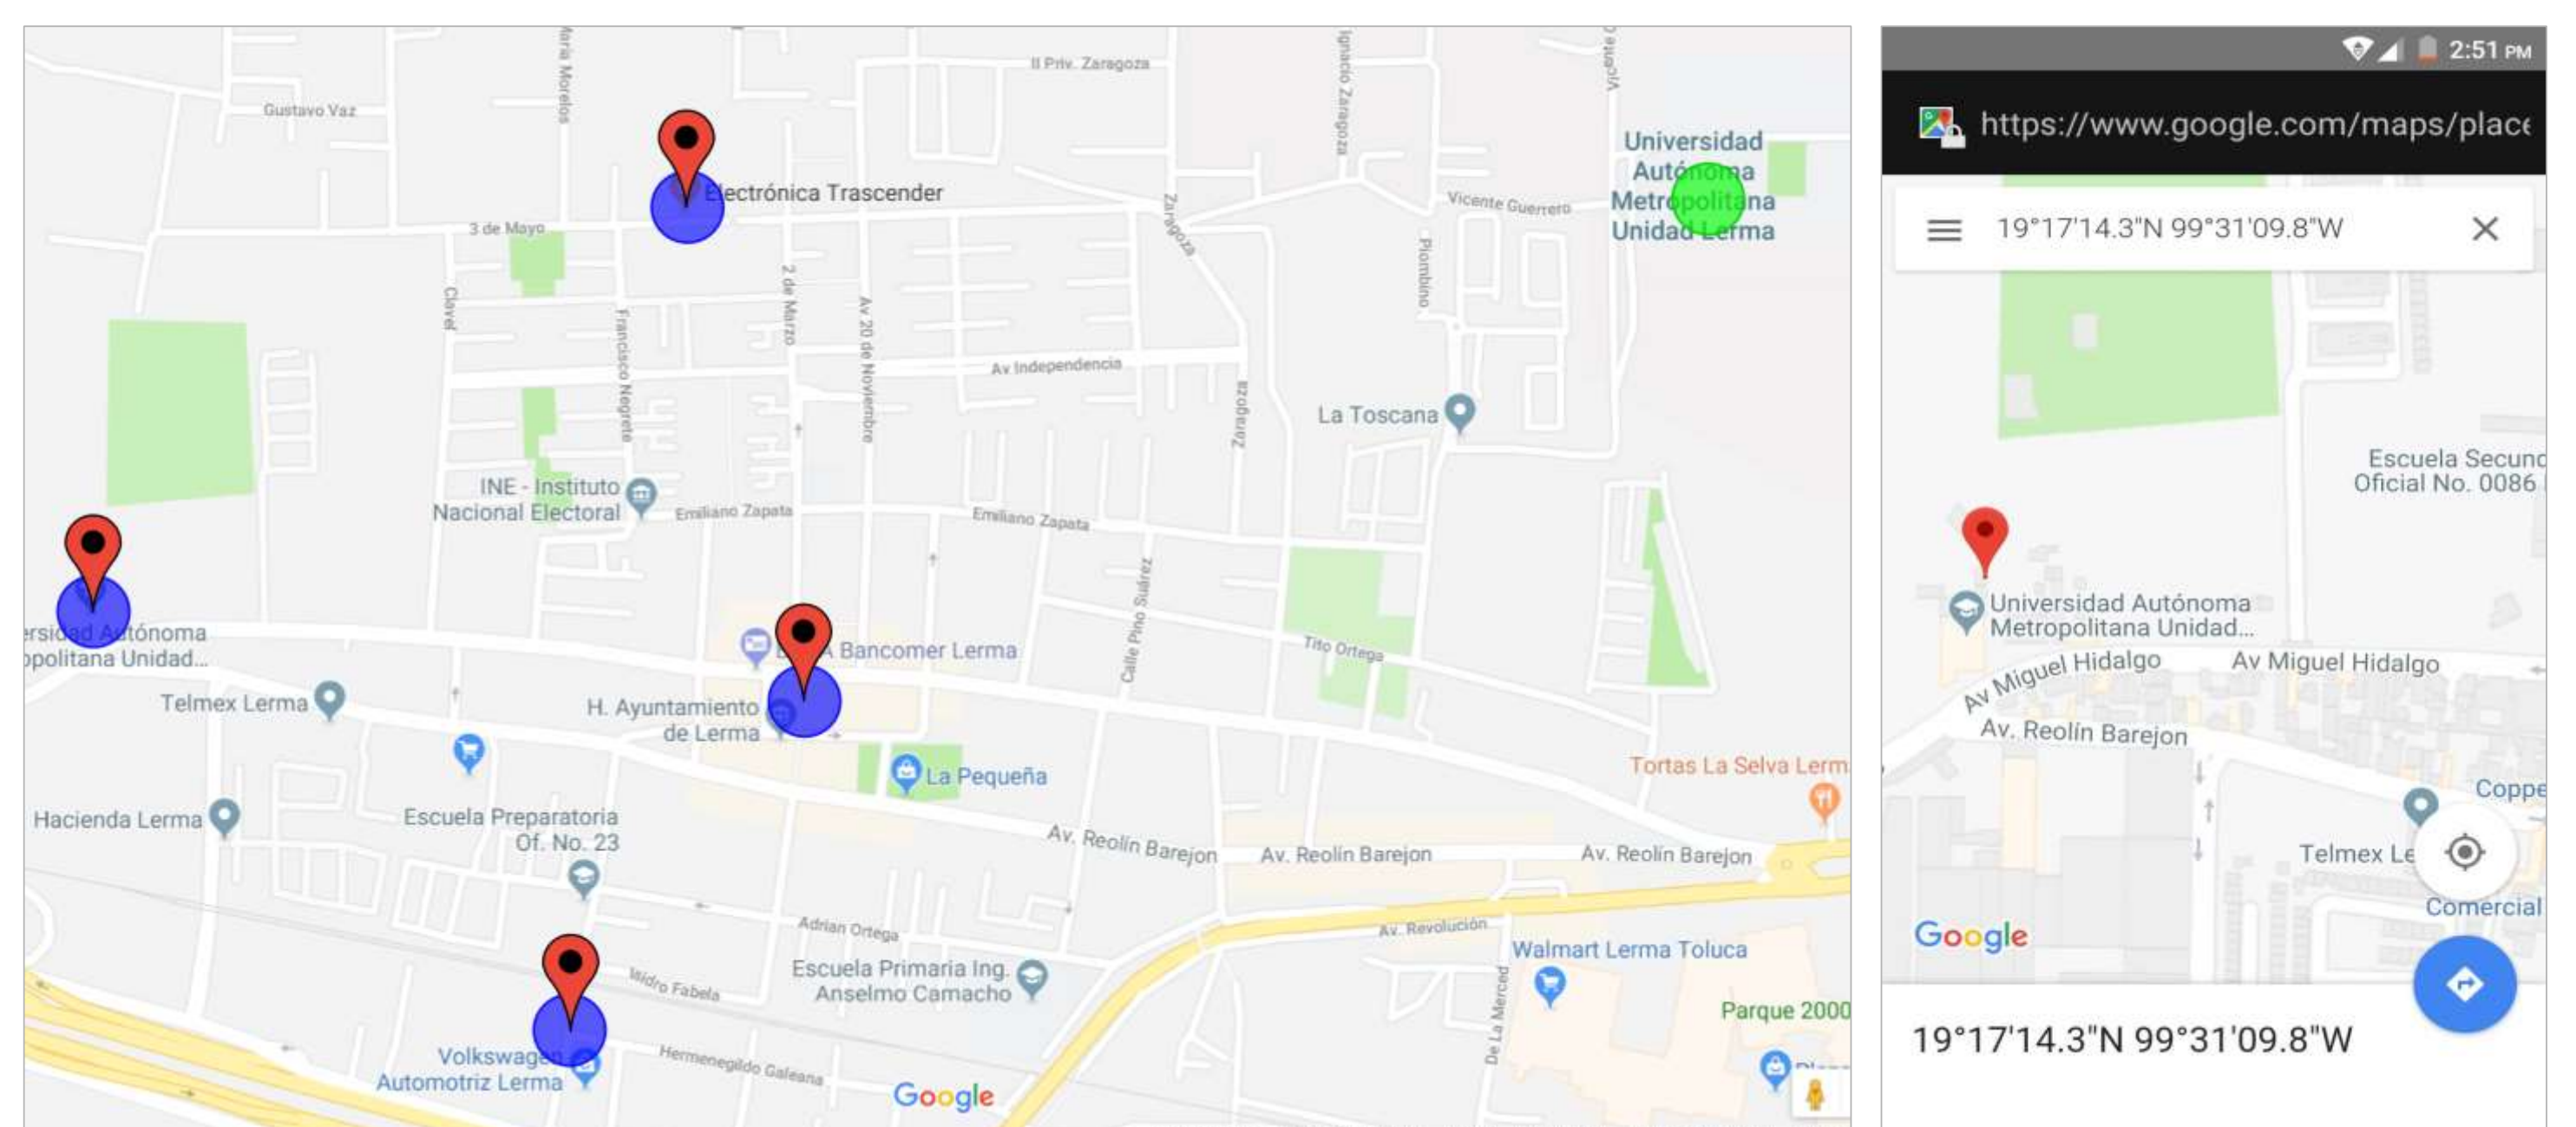 María Morelos
II Priv. Zaragoza
Gustavo Vaz
Ignacio Zaragoza
Universidad
Autónoma
Metropolitana
Unidad Lerma
Electrónica Trascender
Vicente Guerrero
3 de Mayo
Zaragoza
Piombino
Clavel
2 de Marzo
Av 20 de Noviembre
Francisco Negrete
Av Independencia
Zaragoza
La Toscana
INE - Instituto
Nacional Electoral
Emiliano Zapata
Emiliano Zapata
Calle Pino Suárez
ersidad Autónoma
opolitana Unidad...
Bancomer Lerma
Tito Ortega
Telmex Lerma
H. Ayuntamiento
de Lerma
La Pequeña
Tortas La Selva Lerm
Hacienda Lerma
Escuela Preparatoria
Of. No. 23
Av. Reolín Barejon
Av. Reolín Barejon
Av. Reolín Barejon
Adrian Ortega
Av. Revolución
Walmart Lerma Toluca
Escuela Primaria Ing.
Anselmo Camacho
Isidro Fabela
De La Merced
Parque 2000
Volkswagen
Automotriz Lerma
Hermenegildo Galeana
Google
2:51 PM
https://www.google.com/maps/place
19°17'14.3"N 99°31'09.8"W
Escuela Secund
Oficial No. 0086
Universidad Autónoma
Metropolitana Unidad...
Av Miguel Hidalgo
Av Miguel Hidalgo
Av. Reolín Barejon
Coppe
Telmex Le
Comercial
Google
19°17'14.3"N 99°31'09.8"W